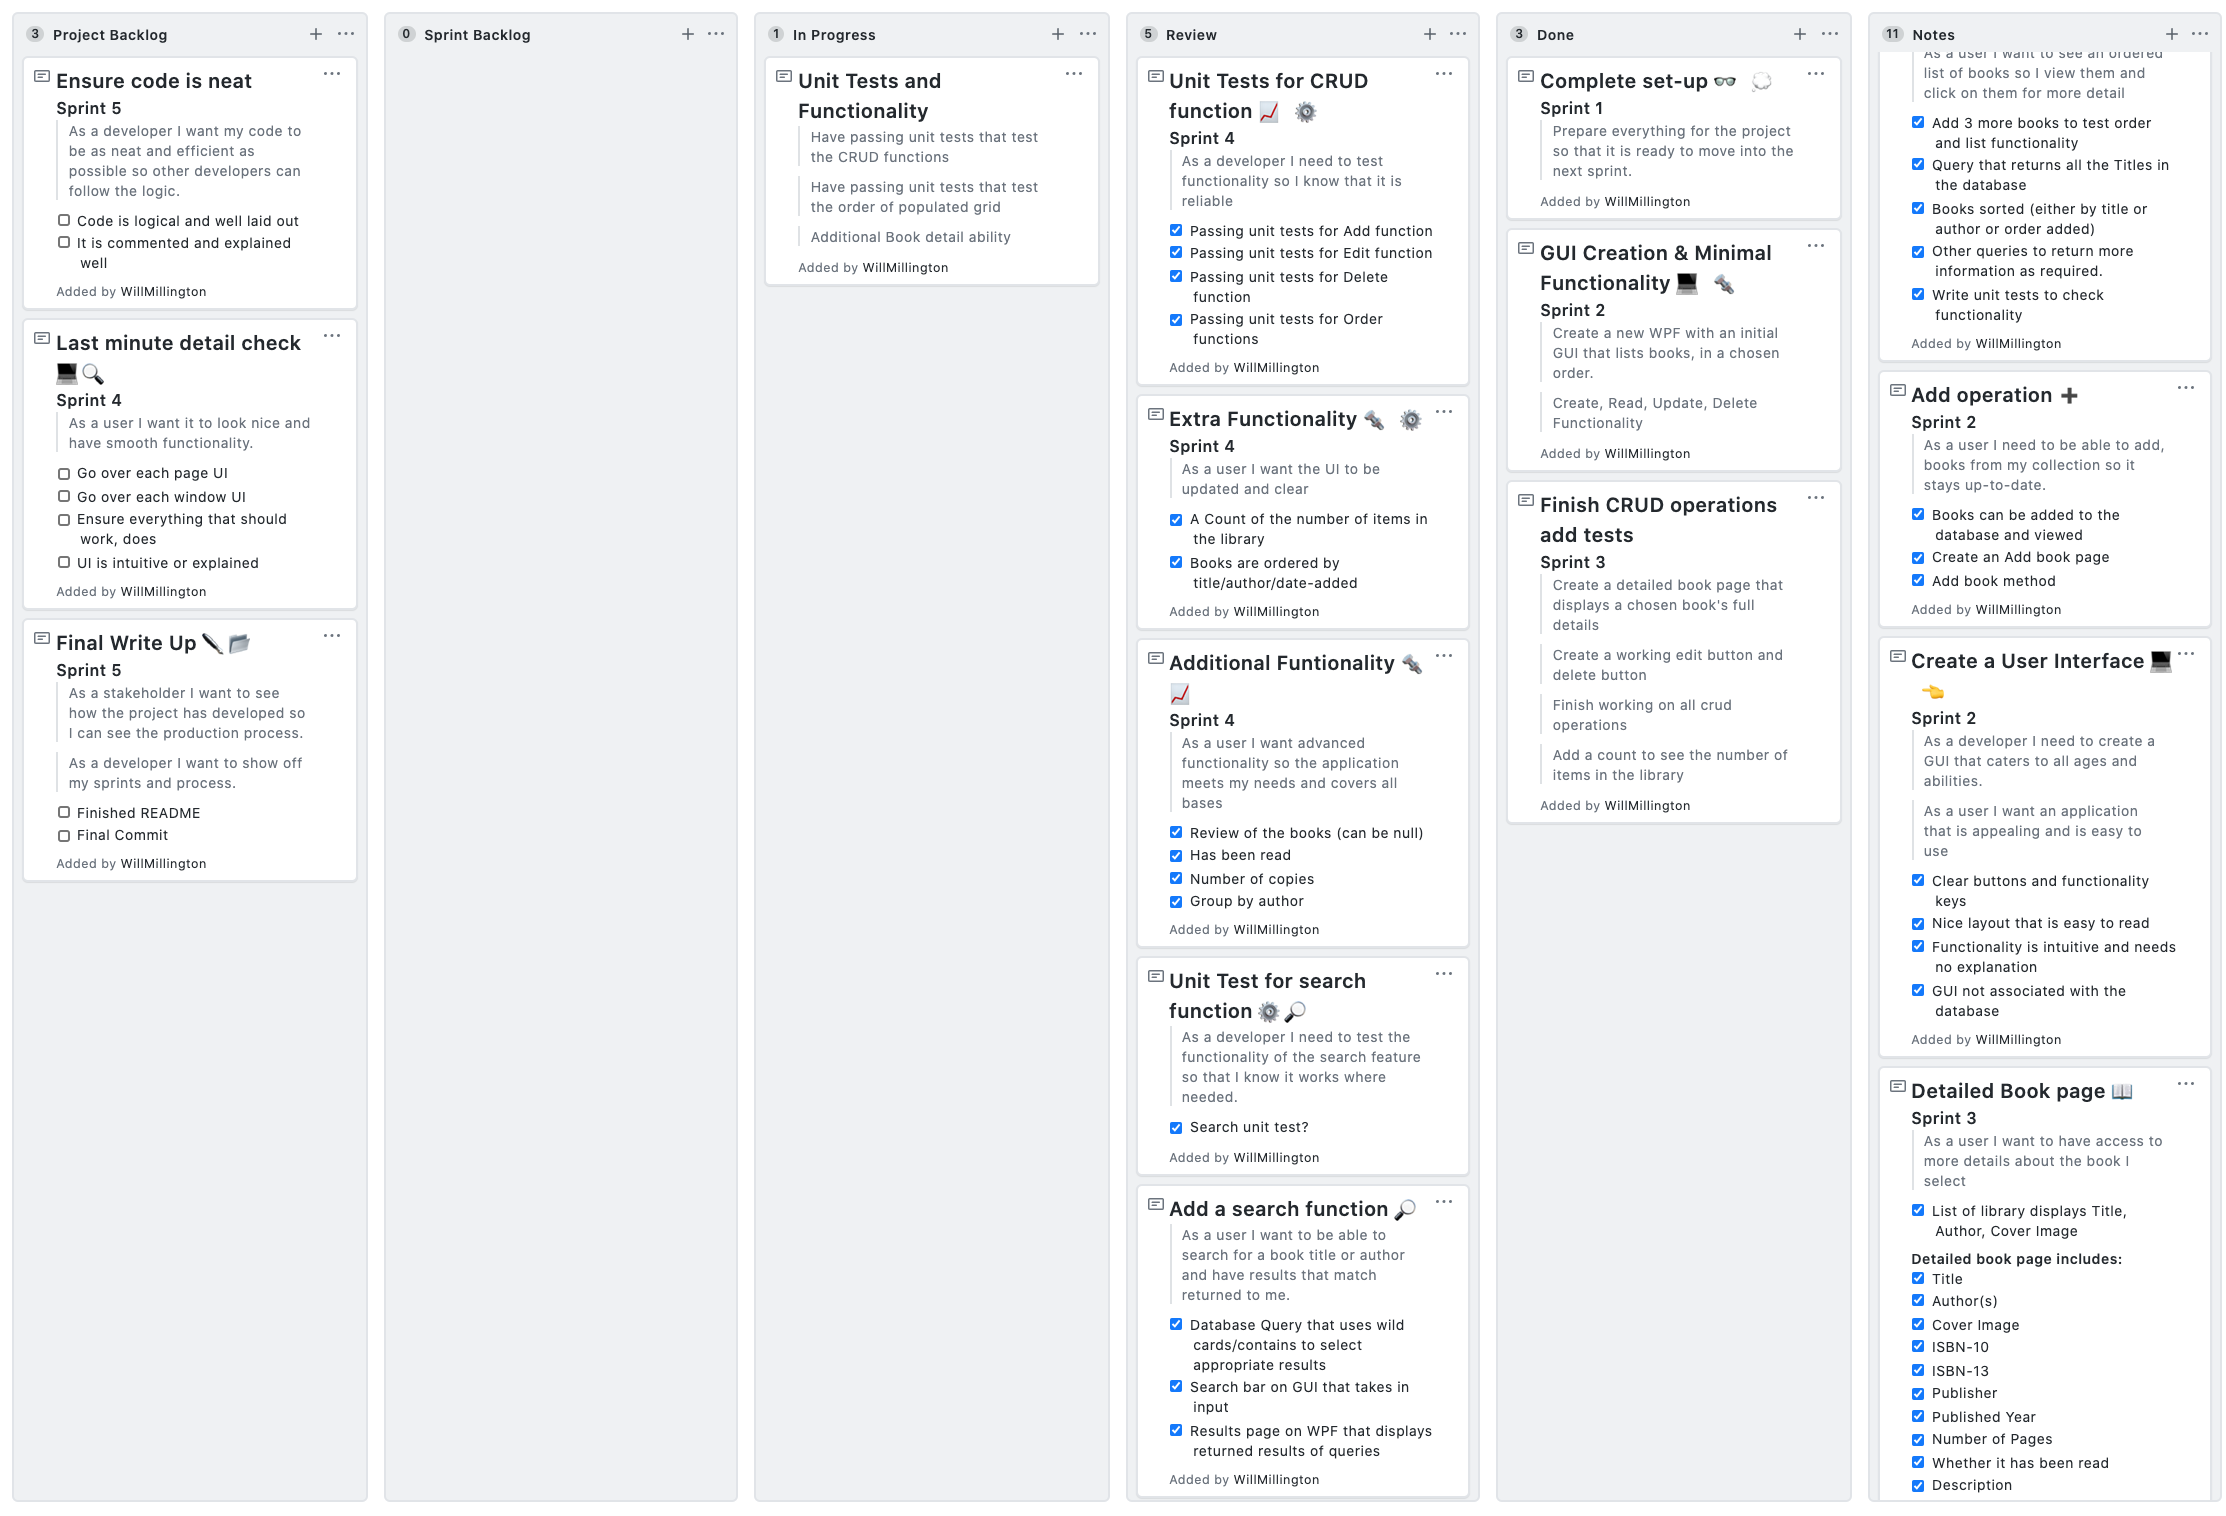 3 Project Backlog
Ensure code is neat
Sprint 5
As a developer I want my code to
be as neat and efficient as
possible so other developers can
follow the logic.
Code is logical and well laid out
It is commented and explained
well
Added by WillMillington
Last minute detail check
Sprint 4
As a user I want it to look nice and
have smooth functionality.
Go over each page UI
Go over each window UI
Ensure everything that should
work, does
UI is intuitive or explained
Added by WillMillington
Final Write Up
Sprint 5
As a stakeholder I want to see
how the project has developed so
I can see the production process.
As a developer I want to show off
my sprints and process.
Finished README
Final Commit
Added by WillMillington
0 Sprint Backlog
1 In Progress
Unit Tests and
Functionality
Have passing unit tests that test
the CRUD functions
Have passing unit tests that test
the order of populated grid
Additional Book detail ability
Added by WillMillington
5 Review
Unit Tests for CRUD
function
Sprint 4
As a developer I need to test
functionality so I know that it is
reliable
Passing unit tests for Add function
Passing unit tests for Edit function
Passing unit tests for Delete
function
Passing unit tests for Order
functions
Added by WillMillington
Extra Functionality
Sprint 4
As a user I want the UI to be
updated and clear
A Count of the number of items in
the library
Books are ordered by
title/author/date-added
Added by WillMillington
Additional Funtionality
Sprint 4
As a user I want advanced
functionality so the application
meets my needs and covers all
bases
Review of the books (can be null)
Has been read
Number of copies
Group by author
Added by WillMillington
Unit Test for search
function
As a developer I need to test the
functionality of the search feature
so that I know it works where
needed.
Search unit test?
Added by WillMillington
Add a search function
As a user I want to be able to
search for a book title or author
and have results that match
returned to me.
Database Query that uses wild
cards/contains to select
appropriate results
Search bar on GUI that takes in
input
Results page on WPF that displays
returned results of queries
Added by WillMillington
3 Done
Complete set-up
Sprint 1
Prepare everything for the project
so that it is ready to move into the
next sprint.
Added by WillMillington
GUI Creation & Minimal
Functionality
Sprint 2
Create a new WPF with an initial
GUI that lists books, in a chosen
order.
Create, Read, Update, Delete
Functionality
Added by WillMillington
Finish CRUD operations
add tests
Sprint 3
Create a detailed book page that
displays a chosen book's full
details
Create a working edit button and
delete button
Finish working on all crud
operations
Add a count to see the number of
items in the library
Added by WillMillington
11 Notes
As a user I want to see an ordered
list of books so I view them and
click on them for more detail
Add 3 more books to test order
and list functionality
Query that returns all the Titles in
the database
Books sorted (either by title or
author or order added)
Other queries to return more
information as required.
Write unit tests to check
functionality
Added by WillMillington
Add operation
Sprint 2
As a user I need to be able to add,
books from my collection so it
stays up-to-date.
Books can be added to the
database and viewed
Create an Add book page
Add book method
Added by WillMillington
Create a User Interface
Sprint 2
As a developer I need to create a
GUI that caters to all ages and
abilities.
As a user I want an application
that is appealing and is easy to
use
Clear buttons and functionality
keys
Nice layout that is easy to read
Functionality is intuitive and needs
no explanation
GUI not associated with the
database
Added by WillMillington
Detailed Book page
Sprint 3
As a user I want to have access to
more details about the book I
select
List of library displays Title,
Author, Cover Image
Detailed book page includes:
Title
Author(s)
Cover Image
ISBN-10
ISBN-13
Publisher
Published Year
Number of Pages
Whether it has been read
Description